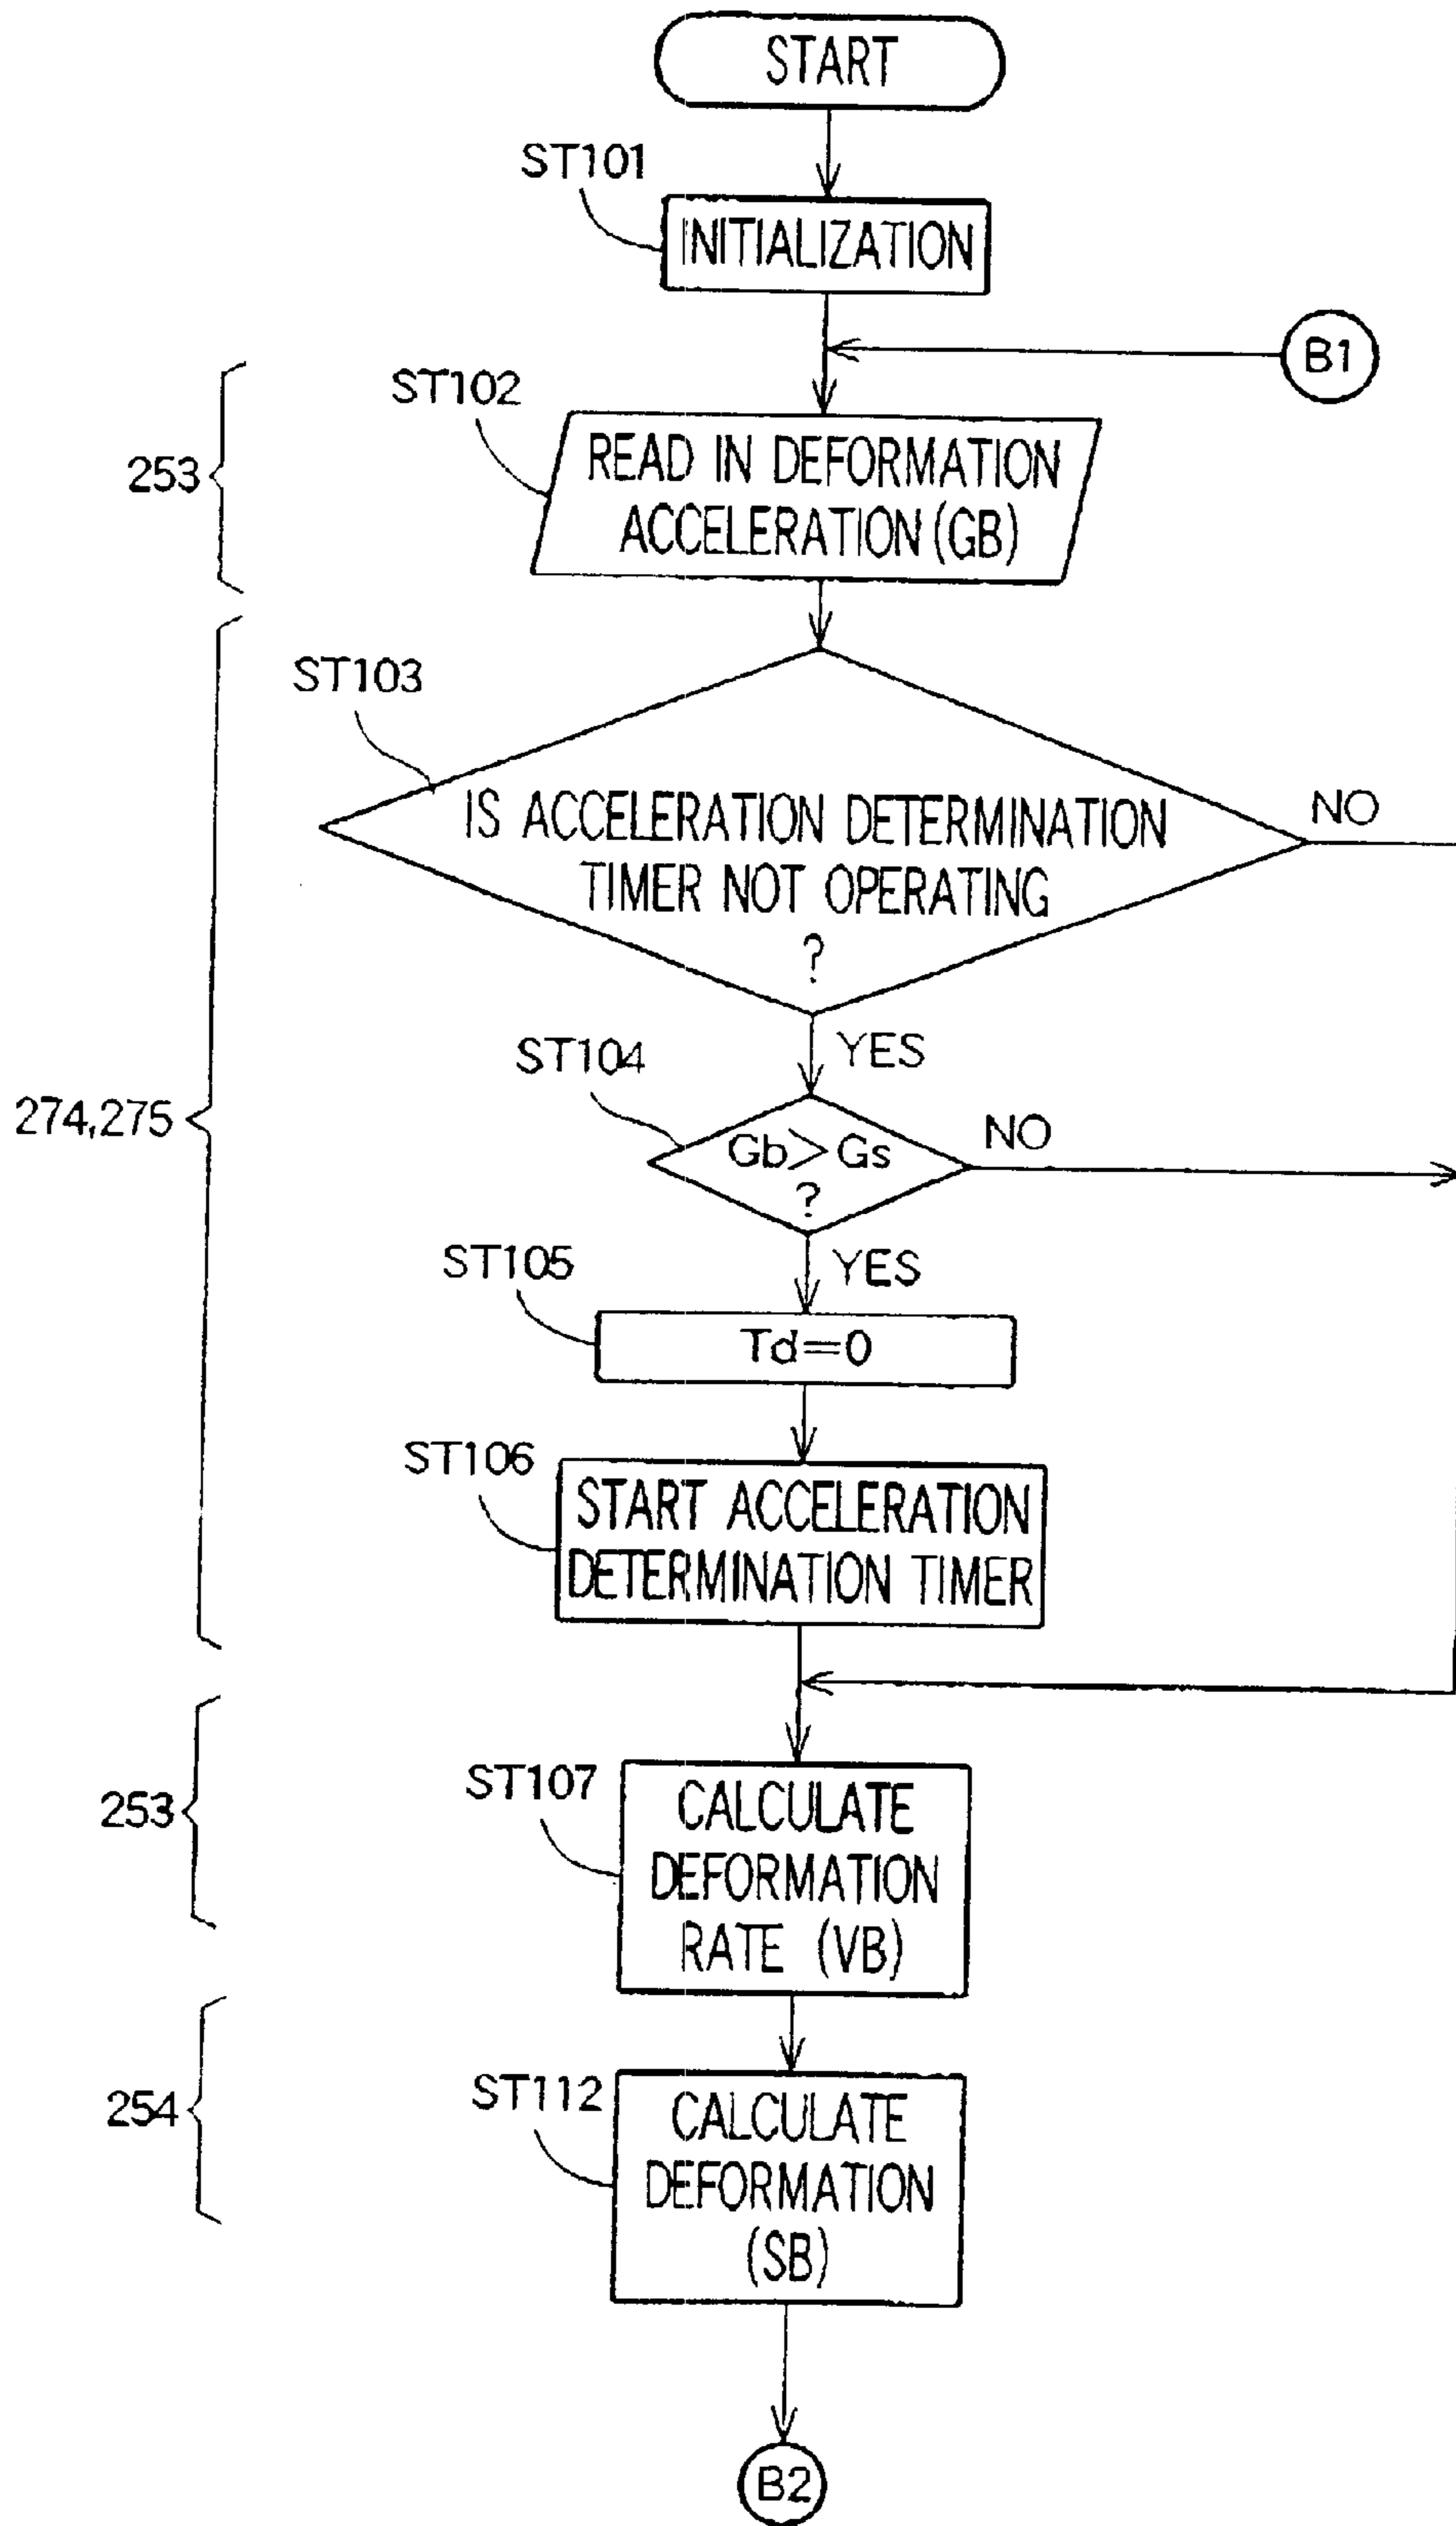 START
ST101
INITIALIZATION
B1
ST102
253
READ IN DEFORMATION
ACCELERATION (GB)
ST103
IS ACCELERATION DETERMINATION
TIMER NOT OPERATING
?
NO
YES
274,275
ST104
Gb>Gs
?
NO
YES
ST105
Td=0
ST106
START ACCELERATION
DETERMINATION TIMER
253
ST107
CALCULATE
DEFORMATION
RATE (VB)
254
ST112
CALCULATE
DEFORMATION
(SB)
B2